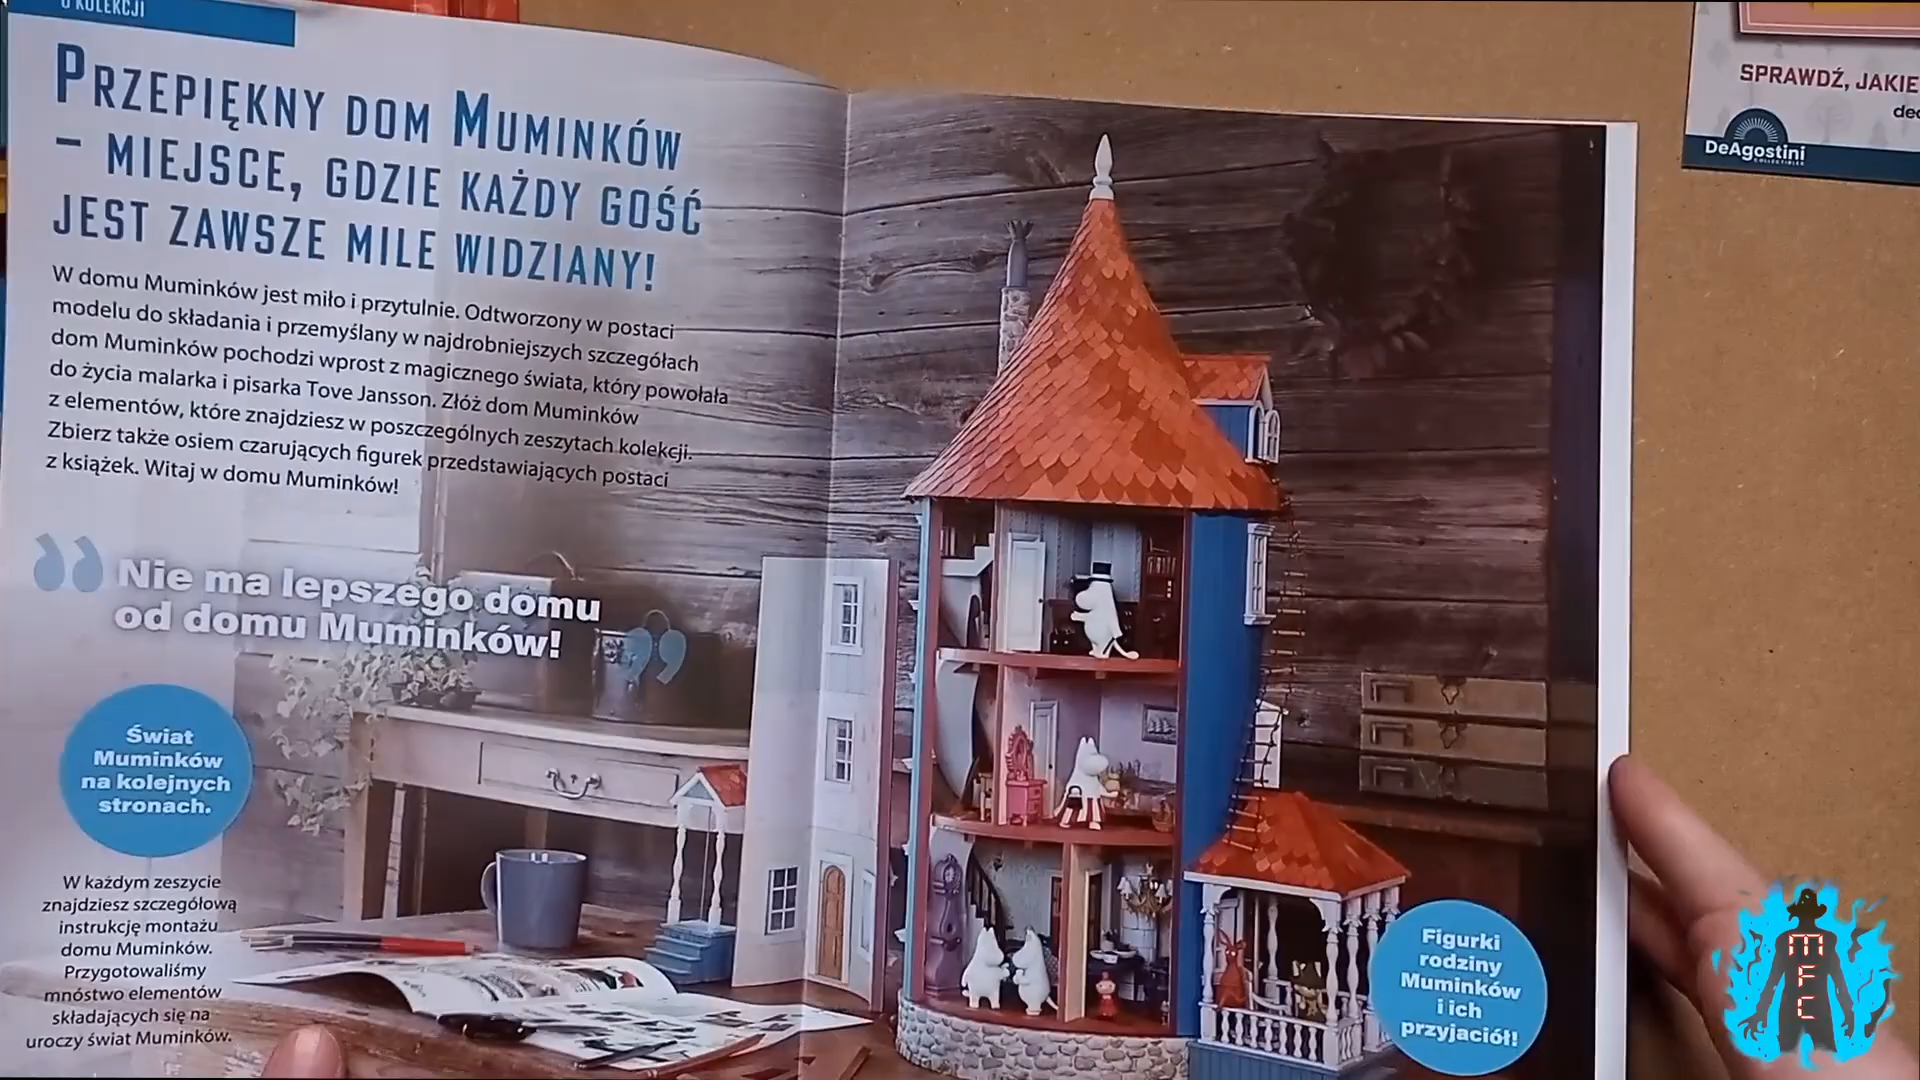 O KOLEKCJI
PRZEPIĘKNY DOM MUMINKÓW
– MIEJSCE, GDZIE KAŻDY GOŚĆ
JEST ZAWSZE MILE WIDZIANY!
W domu Muminków jest miło i przytulnie. Odtworzony w postaci
modelu do składania i przemyślany w najdrobniejszych szczegółach
dom Muminków pochodzi wprost z magicznego świata, który powołała
do życia malarka i pisarka Tove Jansson. Złóż dom Muminków
z elementów, które znajdziesz w poszczególnych zeszytach kolekcji.
Zbierz także osiem czarujących figurek przedstawiających postaci
z książek. Witaj w domu Muminków!
“Nie ma lepszego domu
od domu Muminków!”
Świat
Muminków
na kolejnych
stronach.
W każdym zeszycie
znajdziesz szczegółową
instrukcję montażu
domu Muminków.
Przygotowaliśmy
mnóstwo elementów
składających się na
uroczy świat Muminków.
Figurki
rodziny
Muminków
i ich
przyjaciół!
SPRAWDŹ, JAKIE
DeAgostini
COLLECTIBLES
MFC